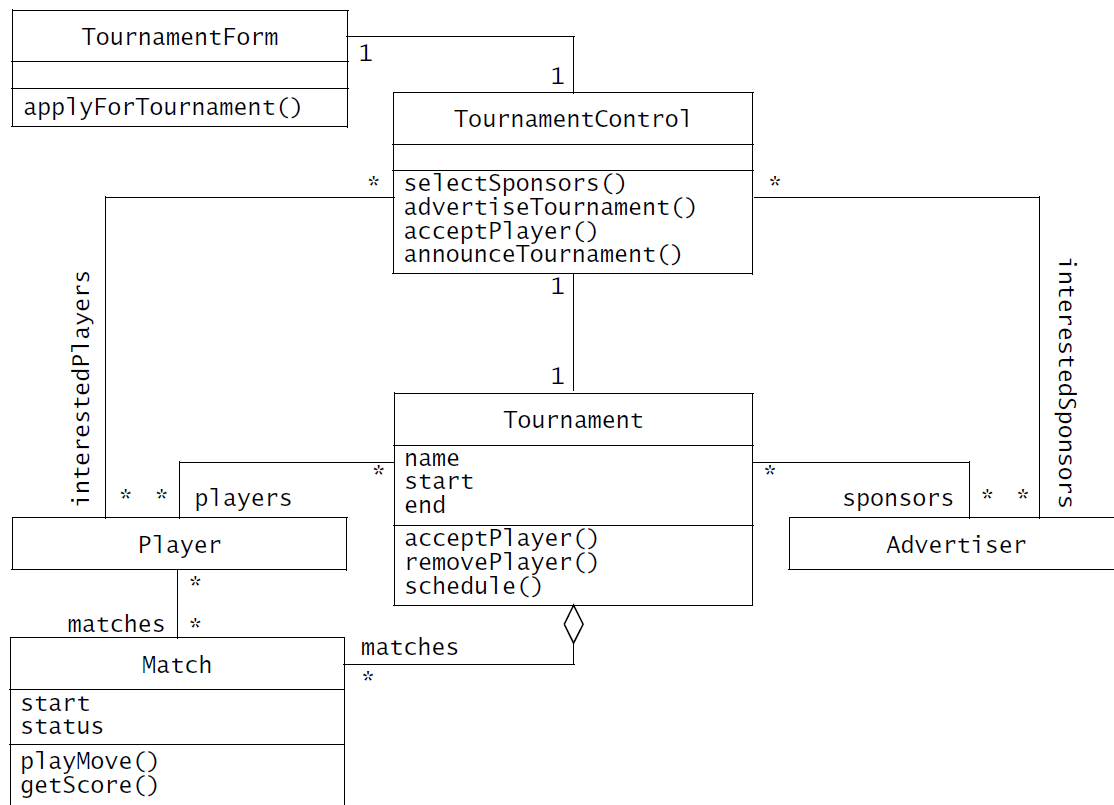 TournamentForm
applyForTournament()
1
1
TournamentControl
selectSponsors()
advertiseTournament()
acceptPlayer()
announceTournament()
*
*
interestedPlayers
interestedSponsors
1
1
Tournament
name
start
end
acceptPlayer()
removePlayer()
schedule()
*
*
* * players
sponsors * *
Player
Advertiser
*
matches *
matches
*
Match
start
status
playMove()
getScore()